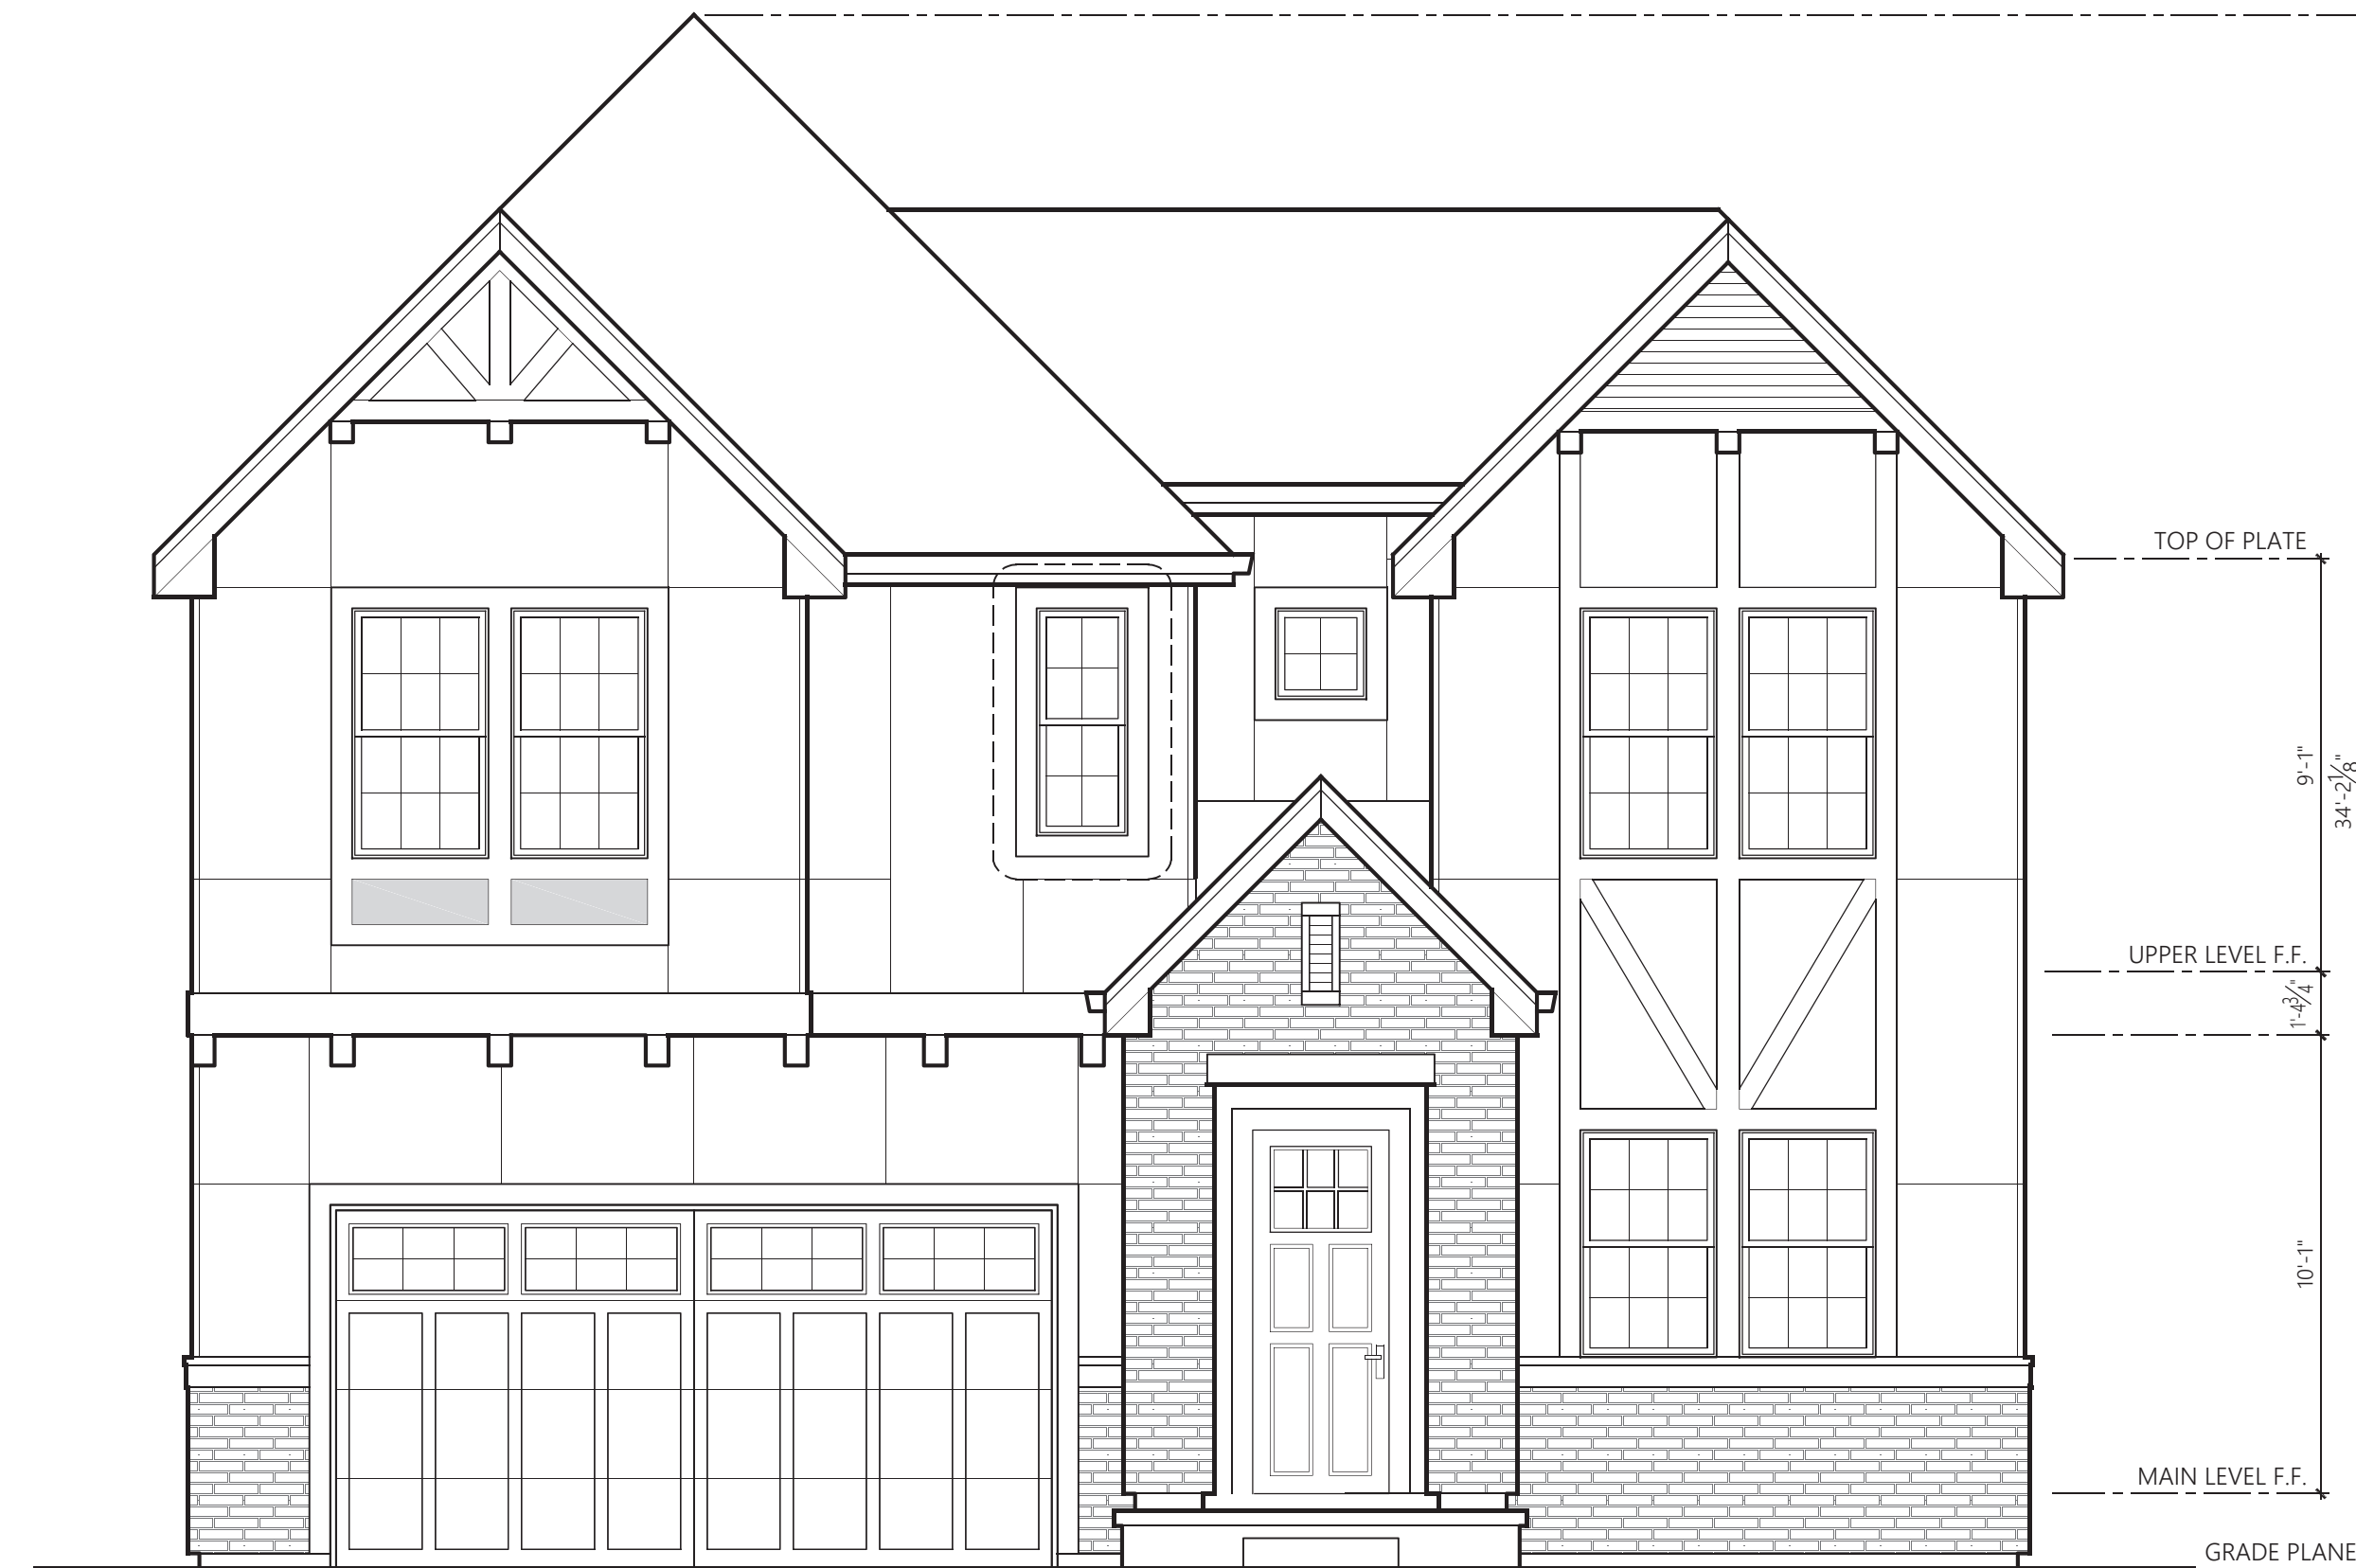 TOP OF PLATE
9'-1"
34'-2⅛"
UPPER LEVEL F.F.
1'-4¾"
10'-1"
MAIN LEVEL F.F.
GRADE PLANE